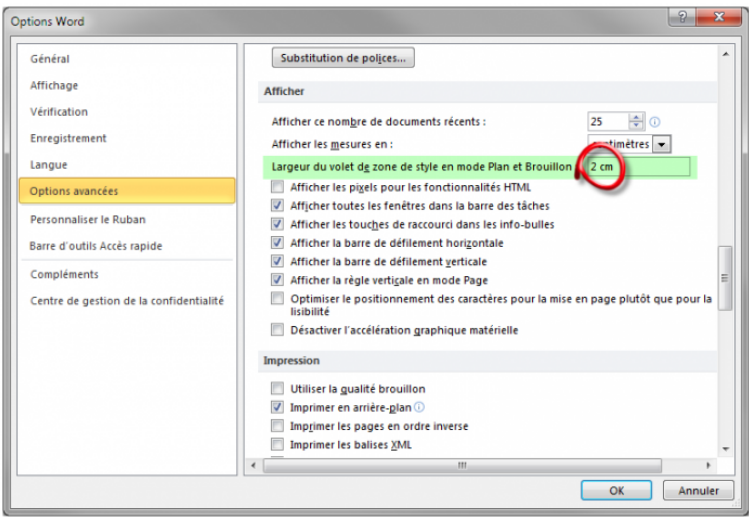 Options Word
Général
Affichage
Vérification
Enregistrement
Langue
Options avancées
Personnaliser le Ruban
Barre d'outils Accès rapide
Compléments
Centre de gestion de la confidentialité
Substitution de polices...
Afficher
Afficher ce nombre de documents récents : 25
Afficher les mesures en : centimètres
Largeur du volet de zone de style en mode Plan et Brouillon 2 cm
Afficher les pixels pour les fonctionnalités HTML
Afficher toutes les fenêtres dans la barre des tâches
Afficher les touches de raccourci dans les info-bulles
Afficher la barre de défilement horizontale
Afficher la barre de défilement verticale
Afficher la règle verticale en mode Page
Optimiser le positionnement des caractères pour la mise en page plutôt que pour la
lisibilité
Désactiver l'accélération graphique matérielle
Impression
Utiliser la qualité brouillon
Imprimer en arrière-plan
Imprimer les pages en ordre inverse
Imprimer les balises XML
OK Annuler